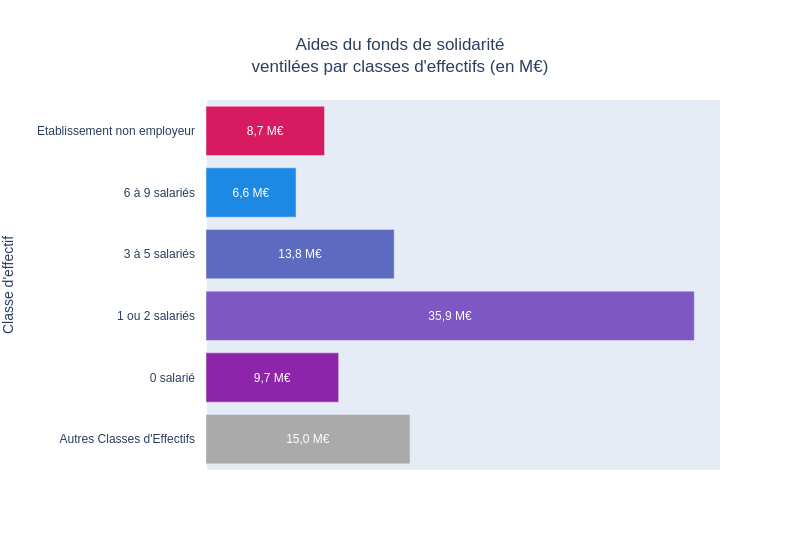 Aides du fonds de solidarité
ventilées par classes d'effectifs (en M€)
Classe d'effectif
Etablissement non employeur
8,7 M€
6 à 9 salariés
6,6 M€
3 à 5 salariés
13,8 M€
1 ou 2 salariés
35,9 M€
0 salarié
9,7 M€
Autres Classes d'Effectifs
15,0 M€